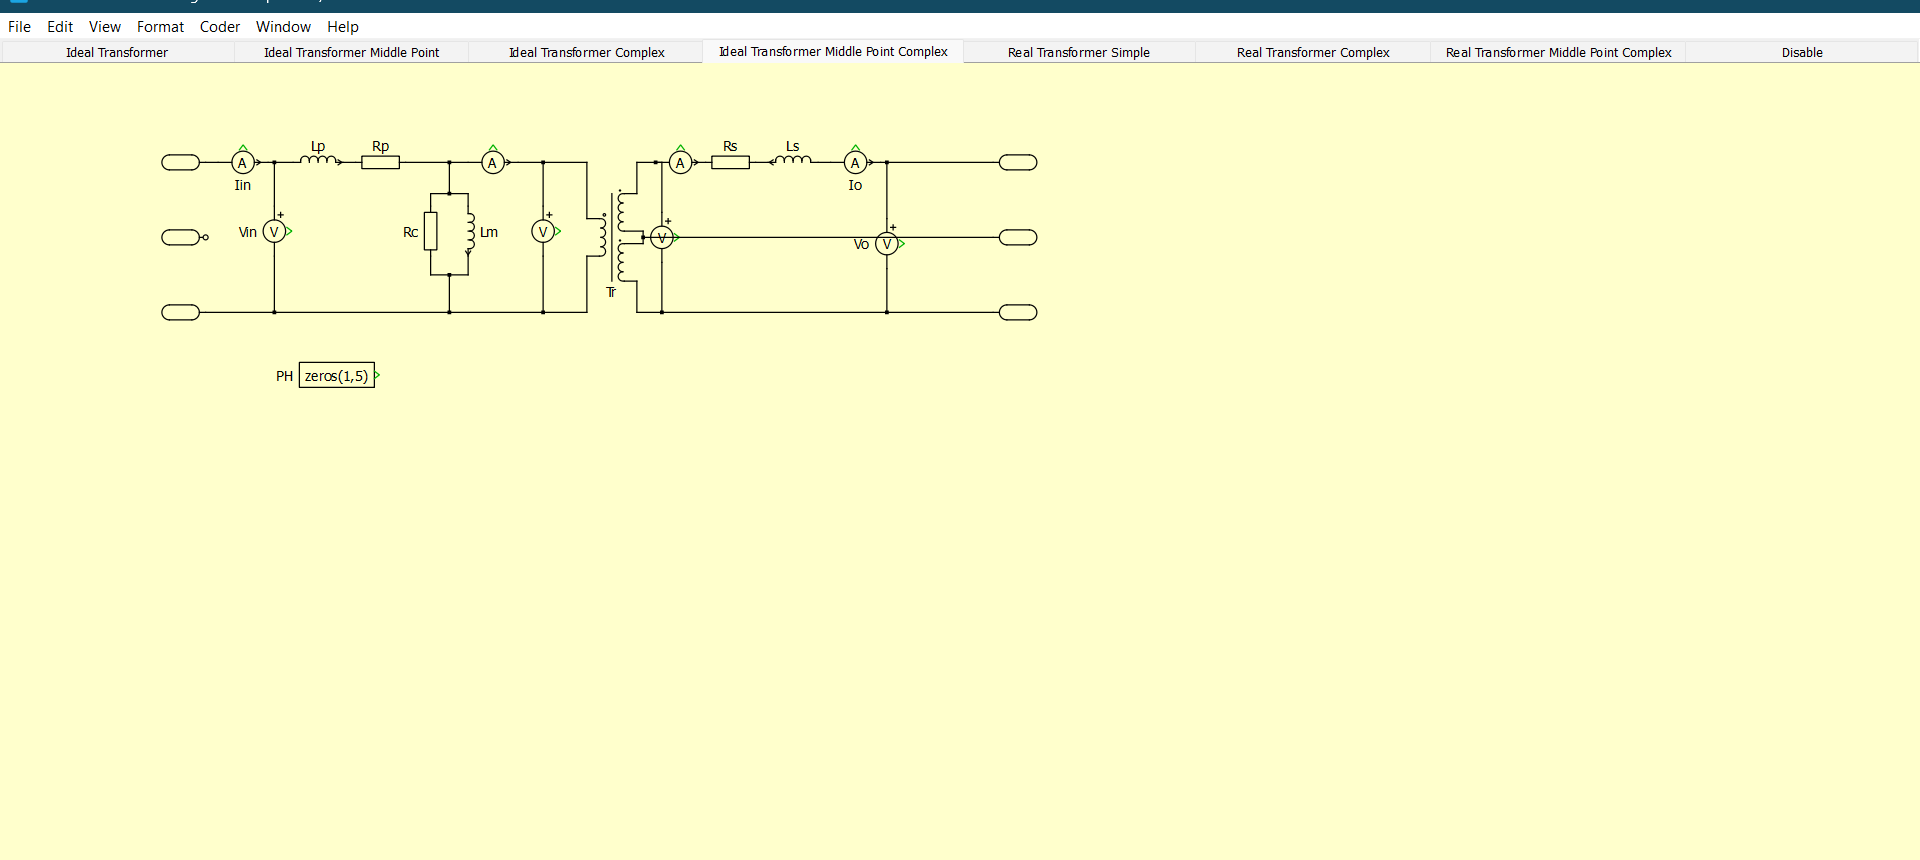 File Edit View Format Coder Window Help
Ideal Transformer Ideal Transformer Middle Point Ideal Transformer Complex Ideal Transformer Middle Point Complex Real Transformer Simple Real Transformer Complex Real Transformer Middle Point Complex Disable
Lp Rp Rs Ls
A A A A
Iin Io
+ + + +
Vin V Rc Lm V V Vo V
Tr
PH zeros(1,5)